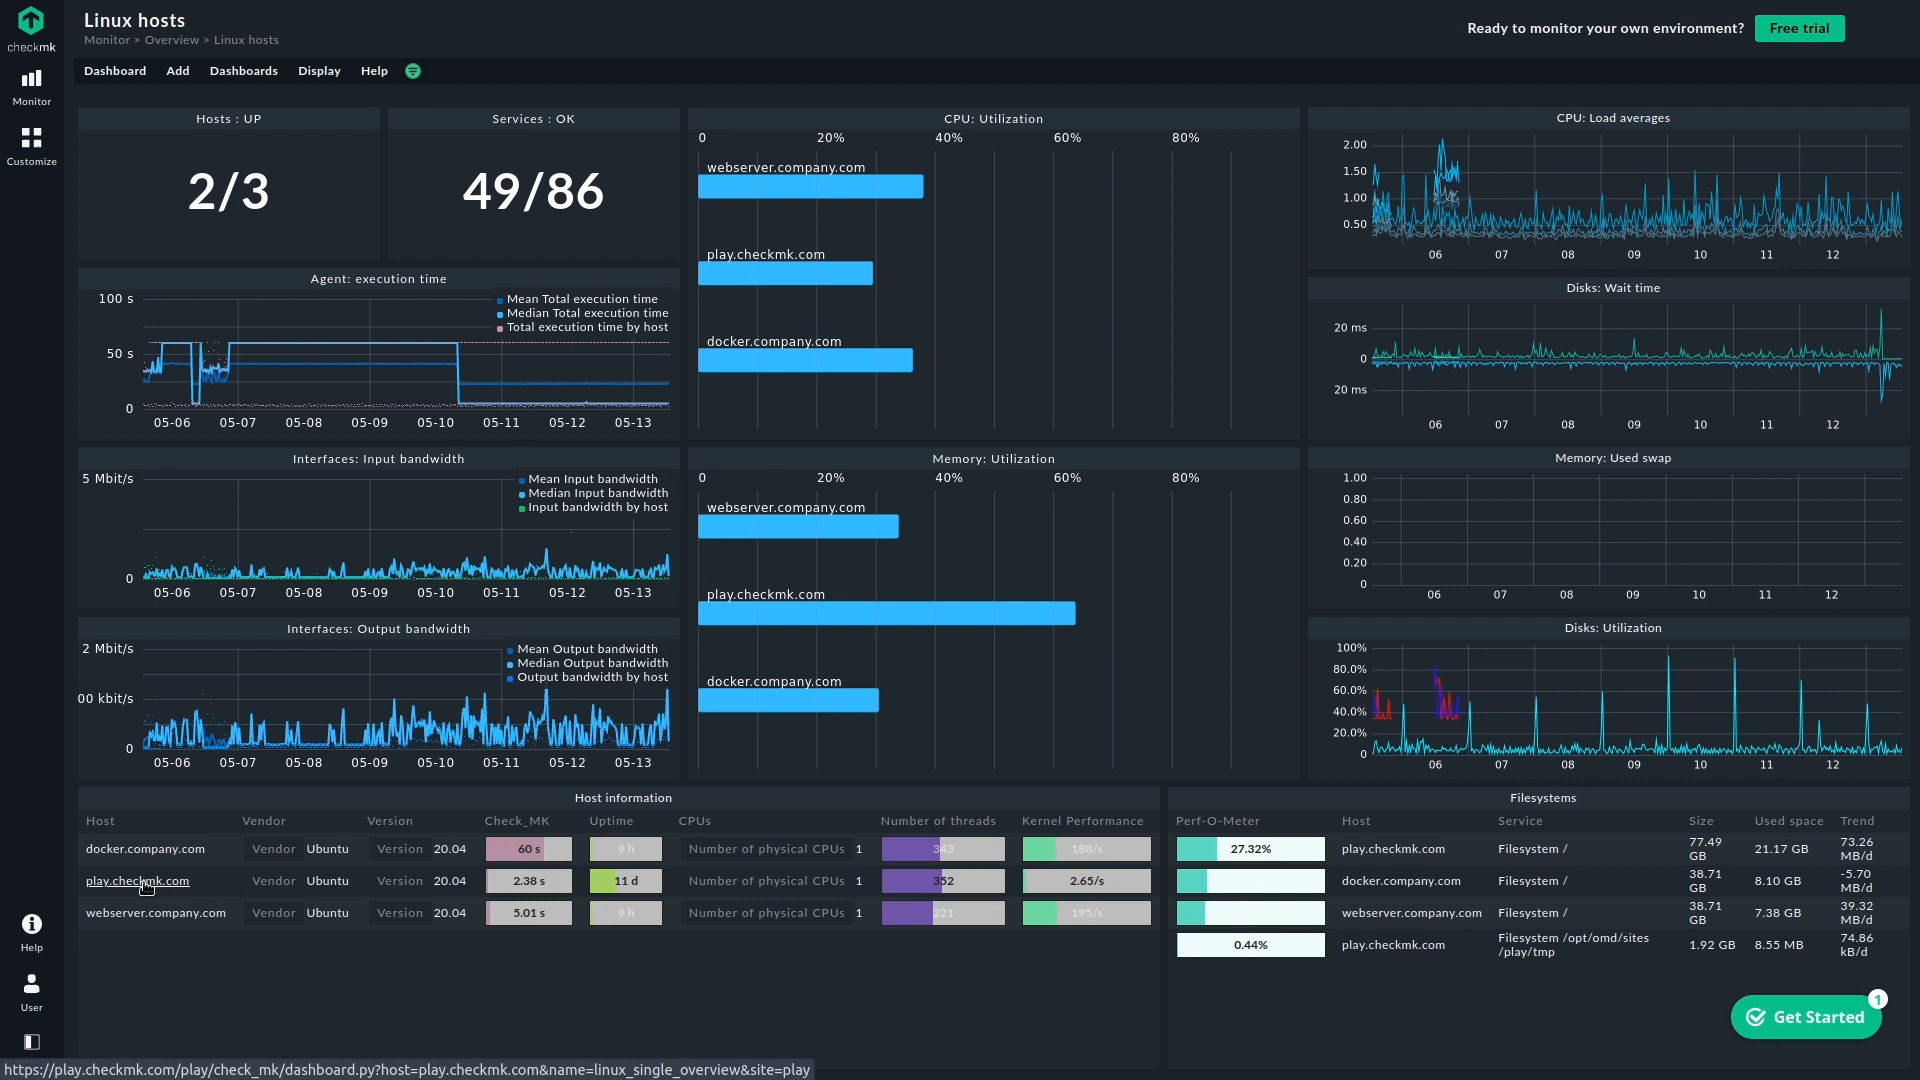 checkmk
Monitor
Customize
Help
User
Linux hosts
Monitor > Overview > Linux hosts
Ready to monitor your own environment?
Free trial
Dashboard Add Dashboards Display Help
Hosts : UP
2/3
Services : OK
49/86
Agent: execution time
Mean Total execution time
Median Total execution time
Total execution time by host
100 s
50 s
0
05-06 05-07 05-08 05-09 05-10 05-11 05-12 05-13
Interfaces: Input bandwidth
Mean Input bandwidth
Median Input bandwidth
Input bandwidth by host
5 Mbit/s
0
05-06 05-07 05-08 05-09 05-10 05-11 05-12 05-13
Interfaces: Output bandwidth
Mean Output bandwidth
Median Output bandwidth
Output bandwidth by host
2 Mbit/s
00 kbit/s
0
05-06 05-07 05-08 05-09 05-10 05-11 05-12 05-13
CPU: Utilization
0 20% 40% 60% 80%
webserver.company.com
play.checkmk.com
docker.company.com
Memory: Utilization
0 20% 40% 60% 80%
webserver.company.com
play.checkmk.com
docker.company.com
CPU: Load averages
2.00
1.50
1.00
0.50
06 07 08 09 10 11 12
Disks: Wait time
20 ms
0
20 ms
06 07 08 09 10 11 12
Memory: Used swap
1.00
0.80
0.60
0.40
0.20
0
06 07 08 09 10 11 12
Disks: Utilization
100%
80.0%
60.0%
40.0%
20.0%
0
06 07 08 09 10 11 12
Host information
Host Vendor Version Check_MK Uptime CPUs Number of threads Kernel Performance
docker.company.com Vendor Ubuntu Version 20.04 60 s 9 h Number of physical CPUs 1 343 188/s
play.checkmk.com Vendor Ubuntu Version 20.04 2.38 s 11 d Number of physical CPUs 1 352 2.65/s
webserver.company.com Vendor Ubuntu Version 20.04 5.01 s 9 h Number of physical CPUs 1 221 195/s
Filesystems
Perf-O-Meter Host Service Size Used space Trend
27.32% play.checkmk.com Filesystem / 77.49 GB 21.17 GB 73.26 MB/d
docker.company.com Filesystem / 38.71 GB 8.10 GB -5.70 MB/d
webserver.company.com Filesystem / 38.71 GB 7.38 GB 39.32 MB/d
0.44% play.checkmk.com Filesystem /opt/omd/sites/play/tmp 1.92 GB 8.55 MB 74.86 kB/d
1
Get Started
https://play.checkmk.com/play/check_mk/dashboard.py?host=play.checkmk.com&name=linux_single_overview&site=play